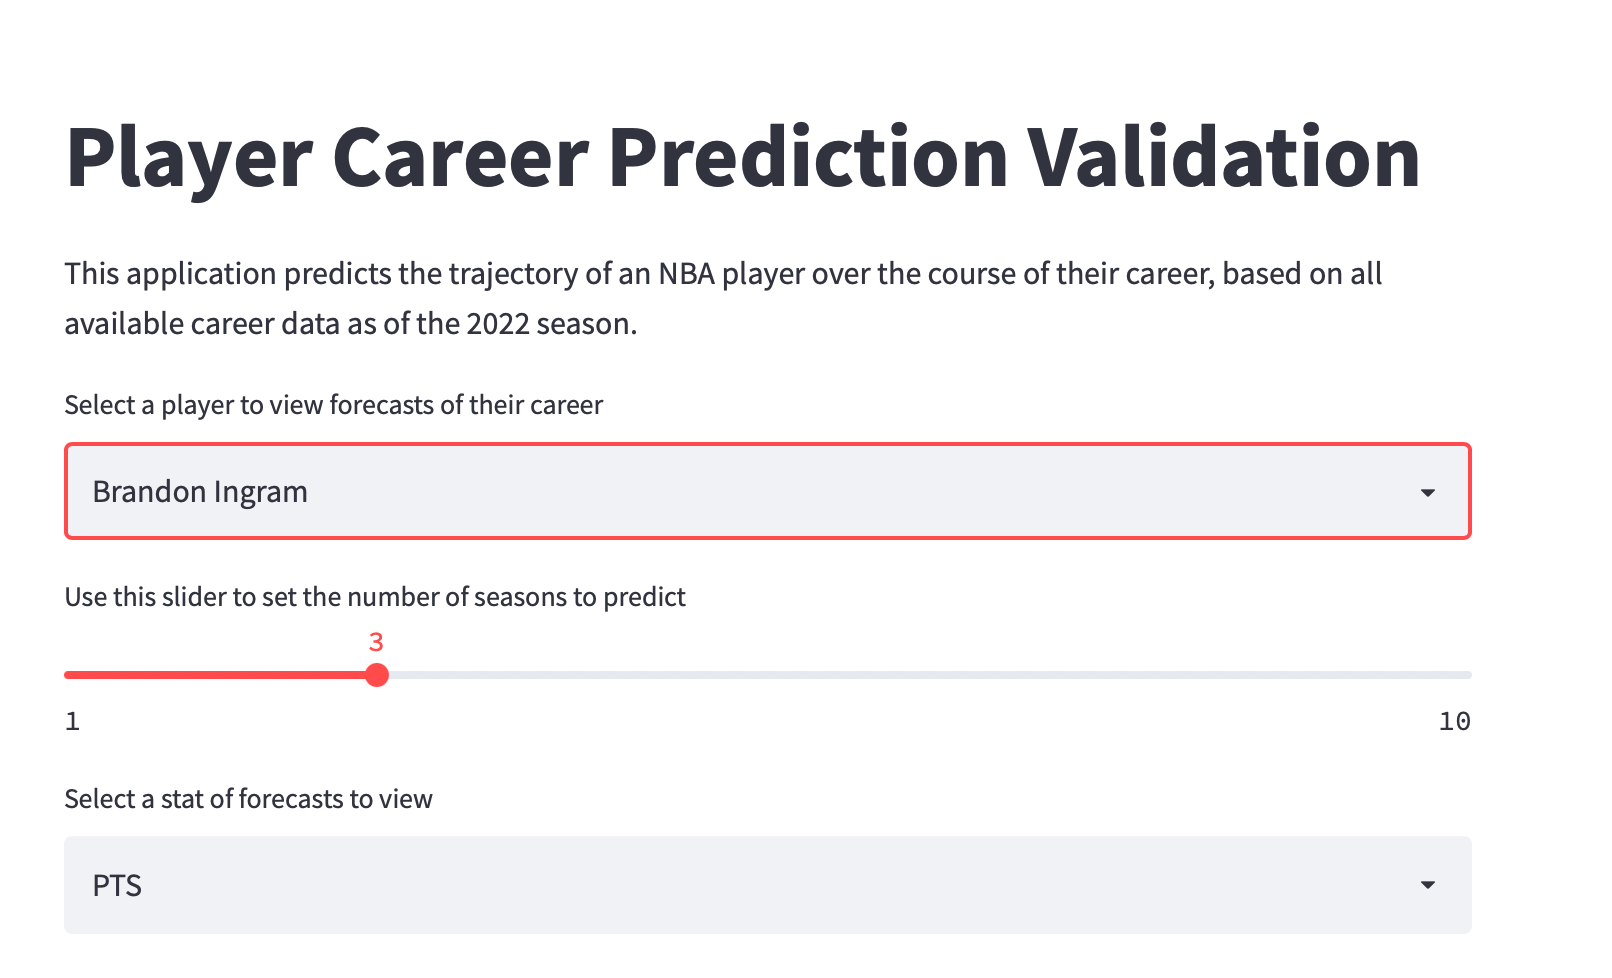 Player Career Prediction Validation
This application predicts the trajectory of an NBA player over the course of their career, based on all
available career data as of the 2022 season.
Select a player to view forecasts of their career
Brandon Ingram
Use this slider to set the number of seasons to predict
3
1 10
Select a stat of forecasts to view
PTS